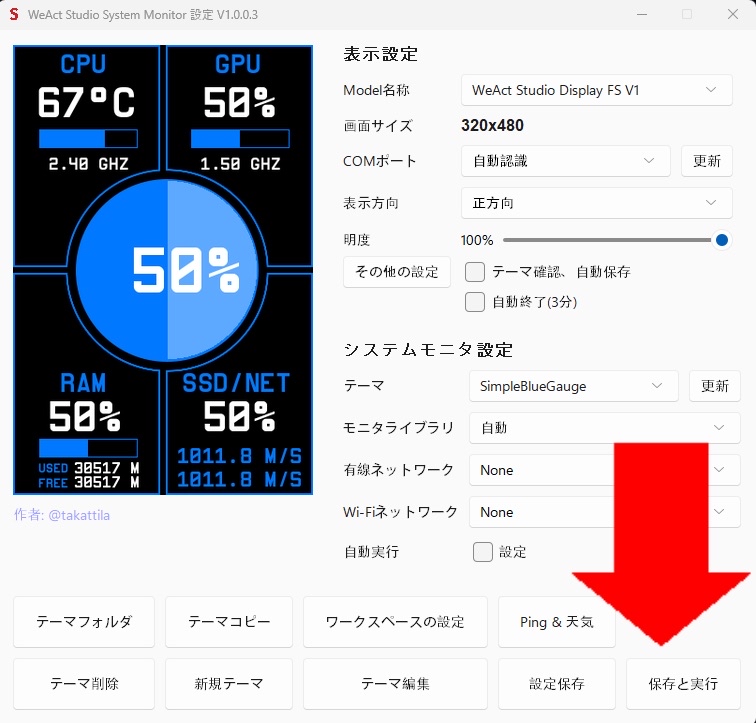 S WeAct Studio System Monitor 設定 V1.0.0.3
CPU
67°C
2.40 GHZ
GPU
50%
1.50 GHZ
50%
RAM
50%
USED 30517 M
FREE 30517 M
SSD/NET
50%
1011.8 M/S
1011.8 M/S
作者: @takattila
表示設定
Model名称 WeAct Studio Display FS V1
画面サイズ 320x480
COMポート 自動認識 更新
表示方向 正方向
明度 100%
その他の設定 テーマ確認、自動保存
自動終了(3分)
システムモニタ設定
テーマ SimpleBlueGauge 更新
モニタライブラリ 自動
有線ネットワーク None
Wi-Fiネットワーク None
自動実行 設定
テーマフォルダ テーマコピー ワークスペースの設定 Ping & 天気
テーマ削除 新規テーマ テーマ編集 設定保存 保存と実行